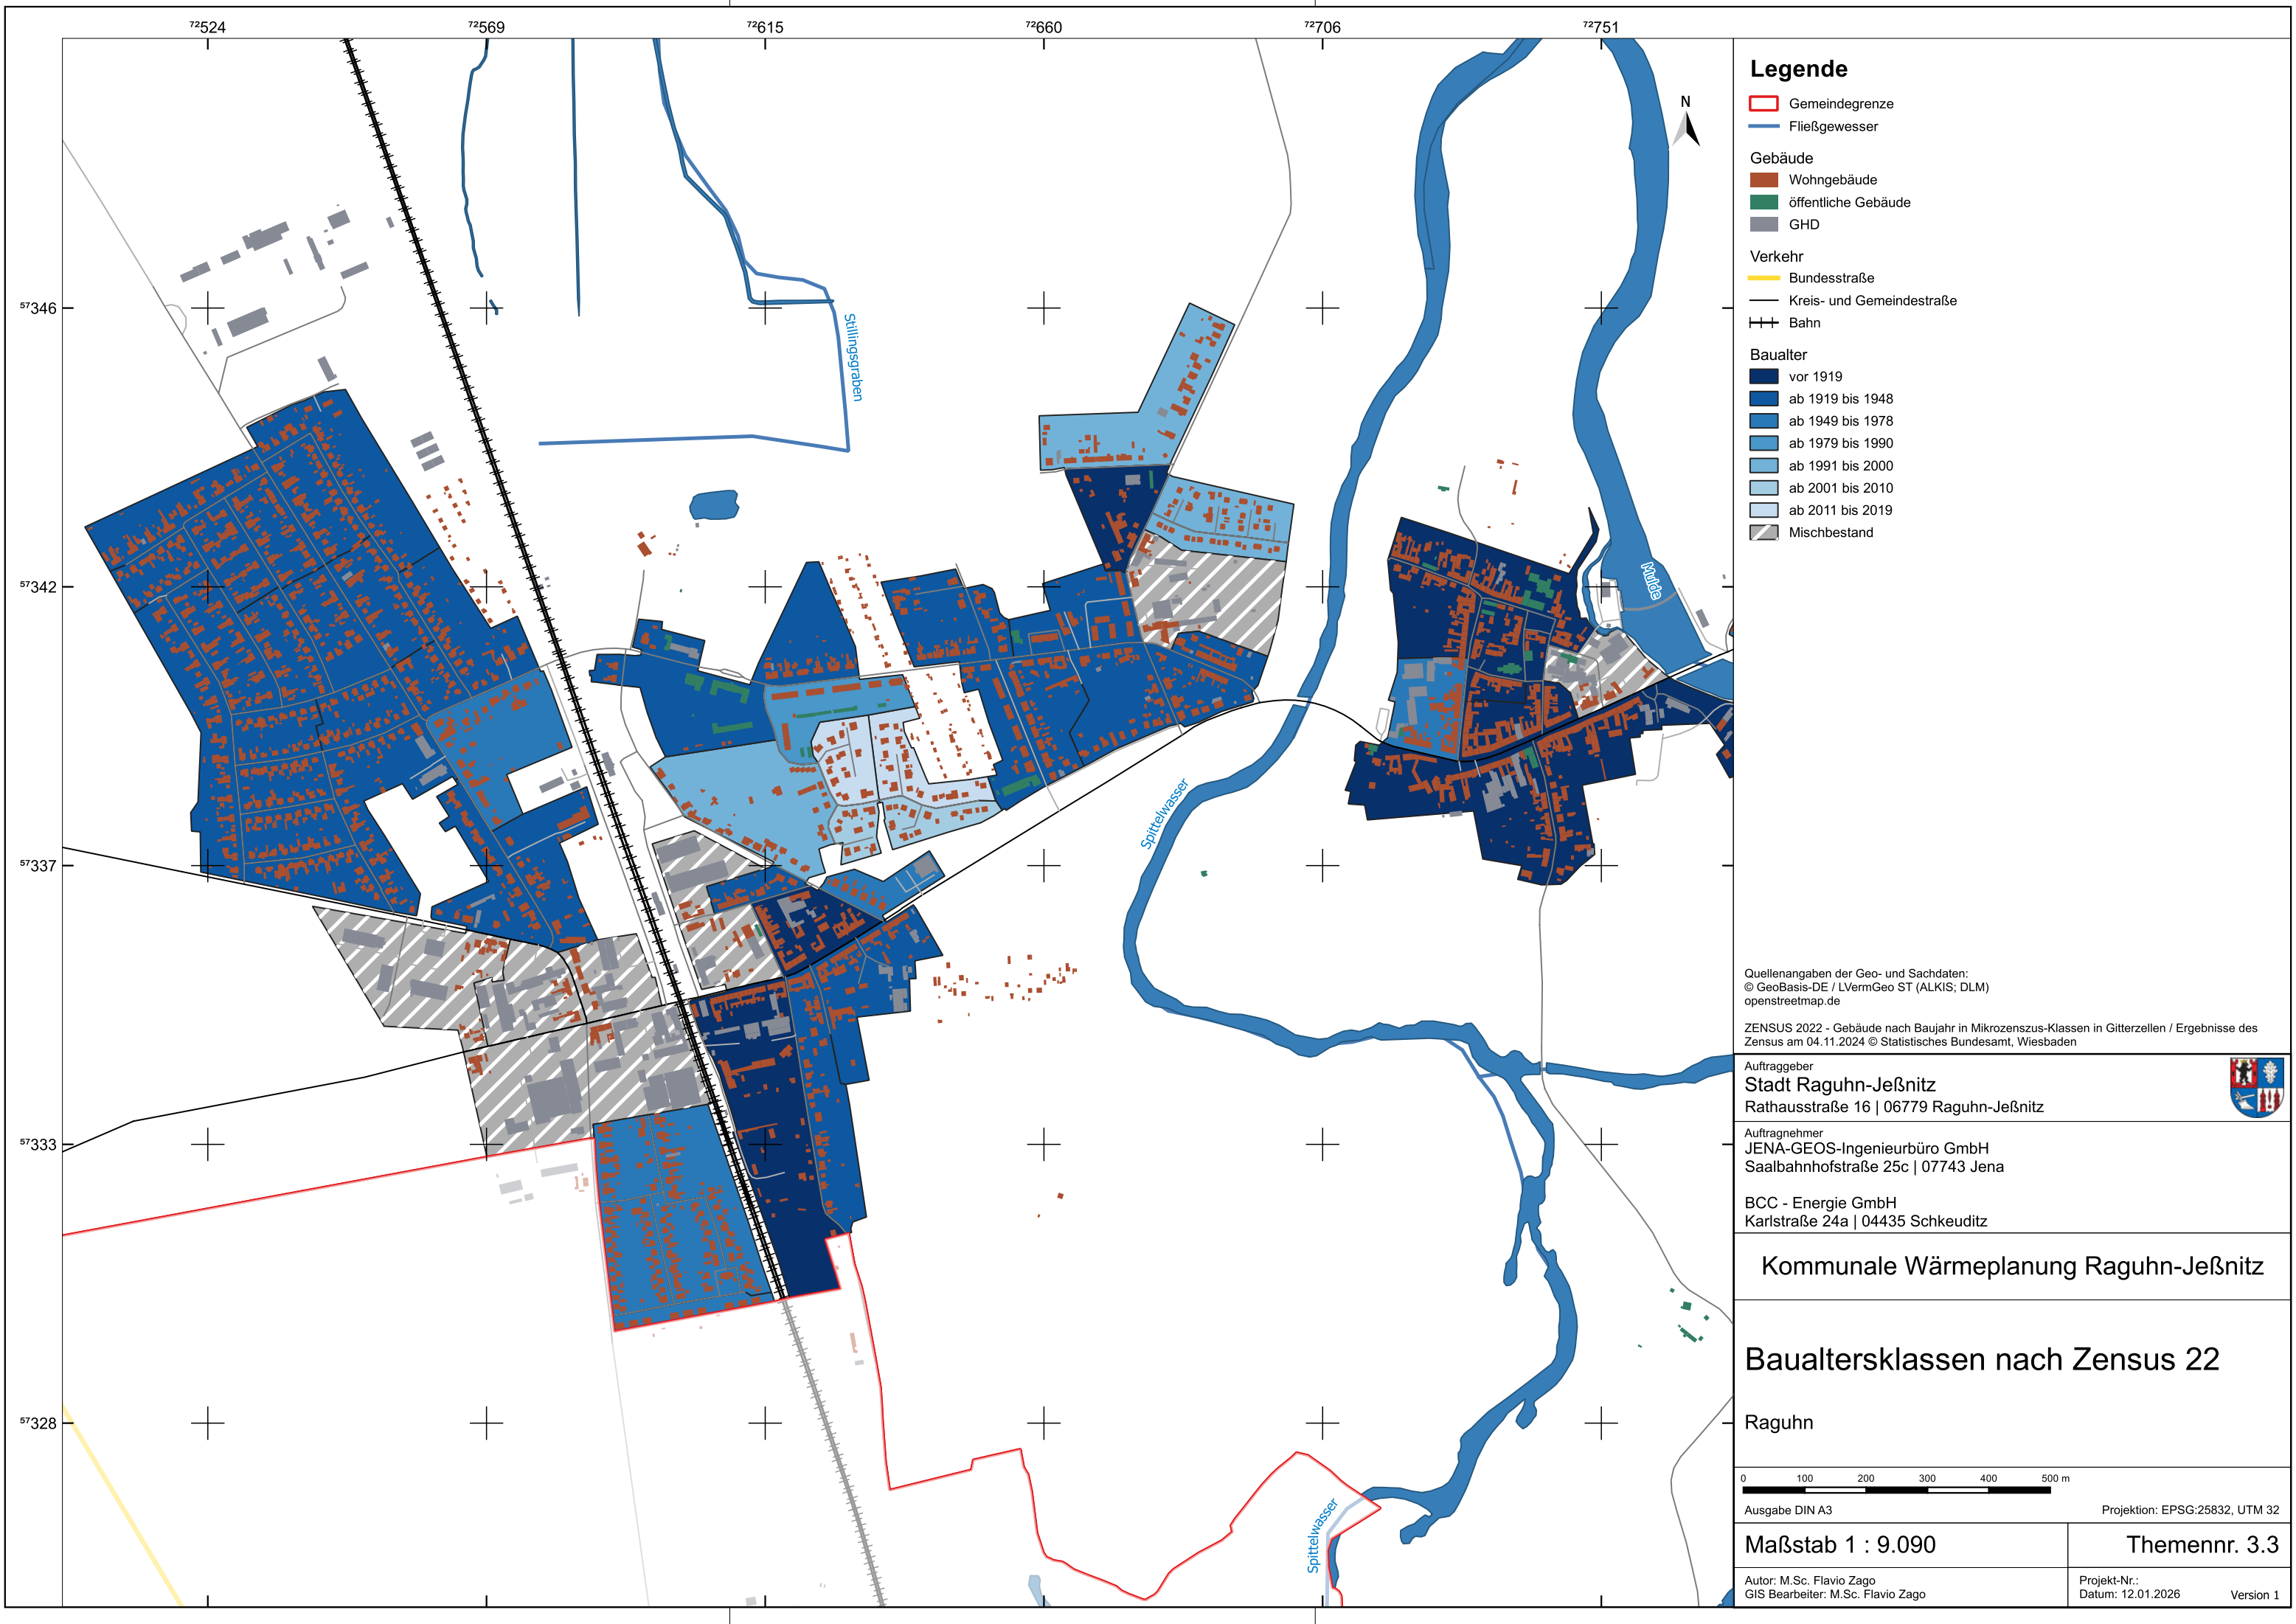 72524
72569
72615
72660
72706
72751
57346
57342
57337
57333
57328
Stillingsgraben
Spittelwasser
Mulde
Spittelwasser
N
Legende
Gemeindegrenze
Fließgewesser
Gebäude
Wohngebäude
öffentliche Gebäude
GHD
Verkehr
Bundesstraße
Kreis- und Gemeindestraße
Bahn
Baualter
vor 1919
ab 1919 bis 1948
ab 1949 bis 1978
ab 1979 bis 1990
ab 1991 bis 2000
ab 2001 bis 2010
ab 2011 bis 2019
Mischbestand
Quellenangaben der Geo- und Sachdaten:
© GeoBasis-DE / LVermGeo ST (ALKIS; DLM)
openstreetmap.de
ZENSUS 2022 - Gebäude nach Baujahr in Mikrozenszus-Klassen in Gitterzellen / Ergebnisse des
Zensus am 04.11.2024 © Statistisches Bundesamt, Wiesbaden
Auftraggeber
Stadt Raguhn-Jeßnitz
Rathausstraße 16 | 06779 Raguhn-Jeßnitz
Auftragnehmer
JENA-GEOS-Ingenieurbüro GmbH
Saalbahnhofstraße 25c | 07743 Jena
BCC - Energie GmbH
Karlstraße 24a | 04435 Schkeuditz
Kommunale Wärmeplanung Raguhn-Jeßnitz
Baualtersklassen nach Zensus 22
Raguhn
0 100 200 300 400 500 m
Ausgabe DIN A3 Projektion: EPSG:25832, UTM 32
Maßstab 1 : 9.090 Themennr. 3.3
Autor: M.Sc. Flavio Zago
GIS Bearbeiter: M.Sc. Flavio Zago
Projekt-Nr.:
Datum: 12.01.2026 Version 1